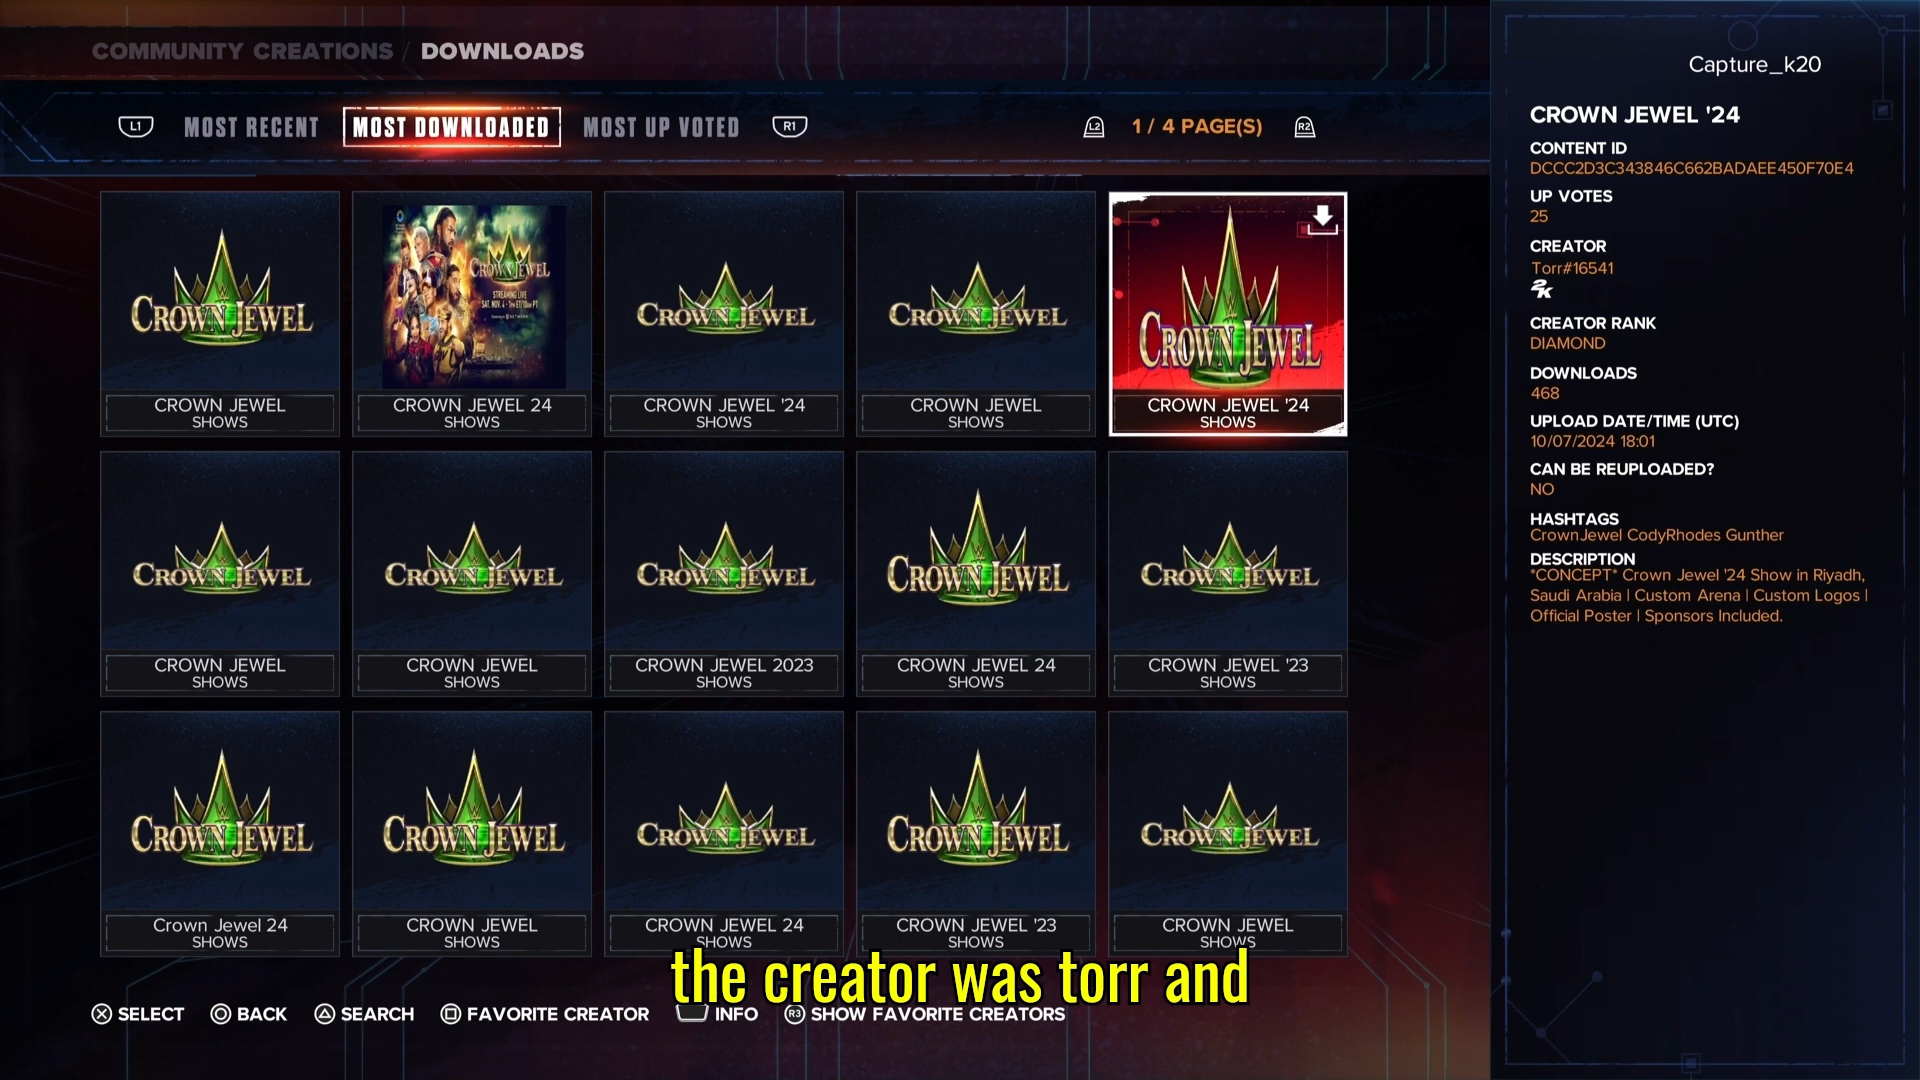 COMMUNITY CREATIONS / DOWNLOADS
L1 MOST RECENT MOST DOWNLOADED MOST UP VOTED R1
L2 1 / 4 PAGE(S) R2
CROWN JEWEL
CROWN JEWEL
SHOWS
CROWN JEWEL
STREAMING LIVE
CROWN JEWEL 24
SHOWS
CROWN JEWEL
CROWN JEWEL '24
SHOWS
CROWN JEWEL
CROWN JEWEL
SHOWS
CROWN JEWEL
CROWN JEWEL '24
SHOWS
CROWN JEWEL
CROWN JEWEL
SHOWS
CROWN JEWEL
CROWN JEWEL
SHOWS
CROWN JEWEL
CROWN JEWEL 2023
SHOWS
CROWN JEWEL
CROWN JEWEL 24
SHOWS
CROWN JEWEL
CROWN JEWEL '23
SHOWS
CROWN JEWEL
Crown Jewel 24
SHOWS
CROWN JEWEL
CROWN JEWEL
SHOWS
CROWN JEWEL
CROWN JEWEL 24
SHOWS
CROWN JEWEL
CROWN JEWEL '23
SHOWS
CROWN JEWEL
CROWN JEWEL
SHOWS
the creator was torr and
SELECT BACK SEARCH FAVORITE CREATOR INFO R3 SHOW FAVORITE CREATORS
Capture_k20
CROWN JEWEL '24
CONTENT ID
DCCC2D3C343846C662BADAEE450F70E4
UP VOTES
25
CREATOR
Torr#16541
2K
CREATOR RANK
DIAMOND
DOWNLOADS
468
UPLOAD DATE/TIME (UTC)
10/07/2024 18:01
CAN BE REUPLOADED?
NO
HASHTAGS
CrownJewel CodyRhodes Gunther
DESCRIPTION
*CONCEPT* Crown Jewel '24 Show in Riyadh,
Saudi Arabia | Custom Arena | Custom Logos |
Official Poster | Sponsors Included.